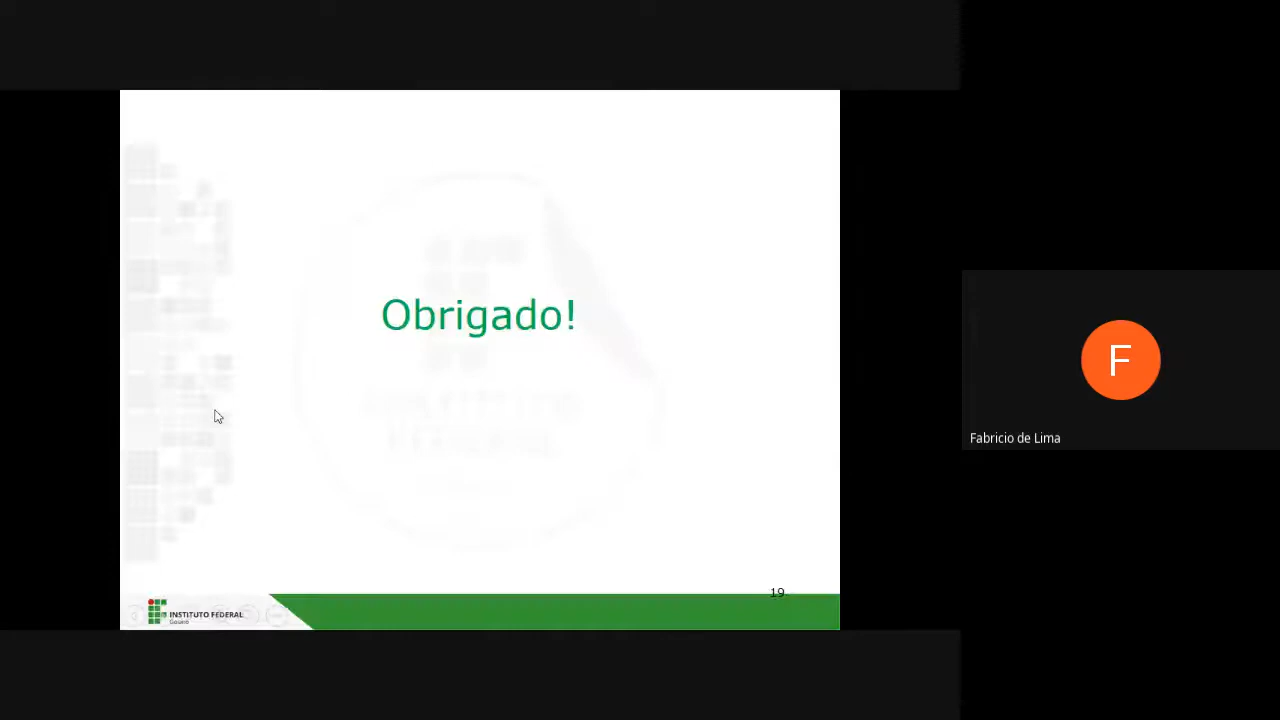 Obrigado!
F
Fabricio de Lima
19
INSTITUTO FEDERAL
Goiano